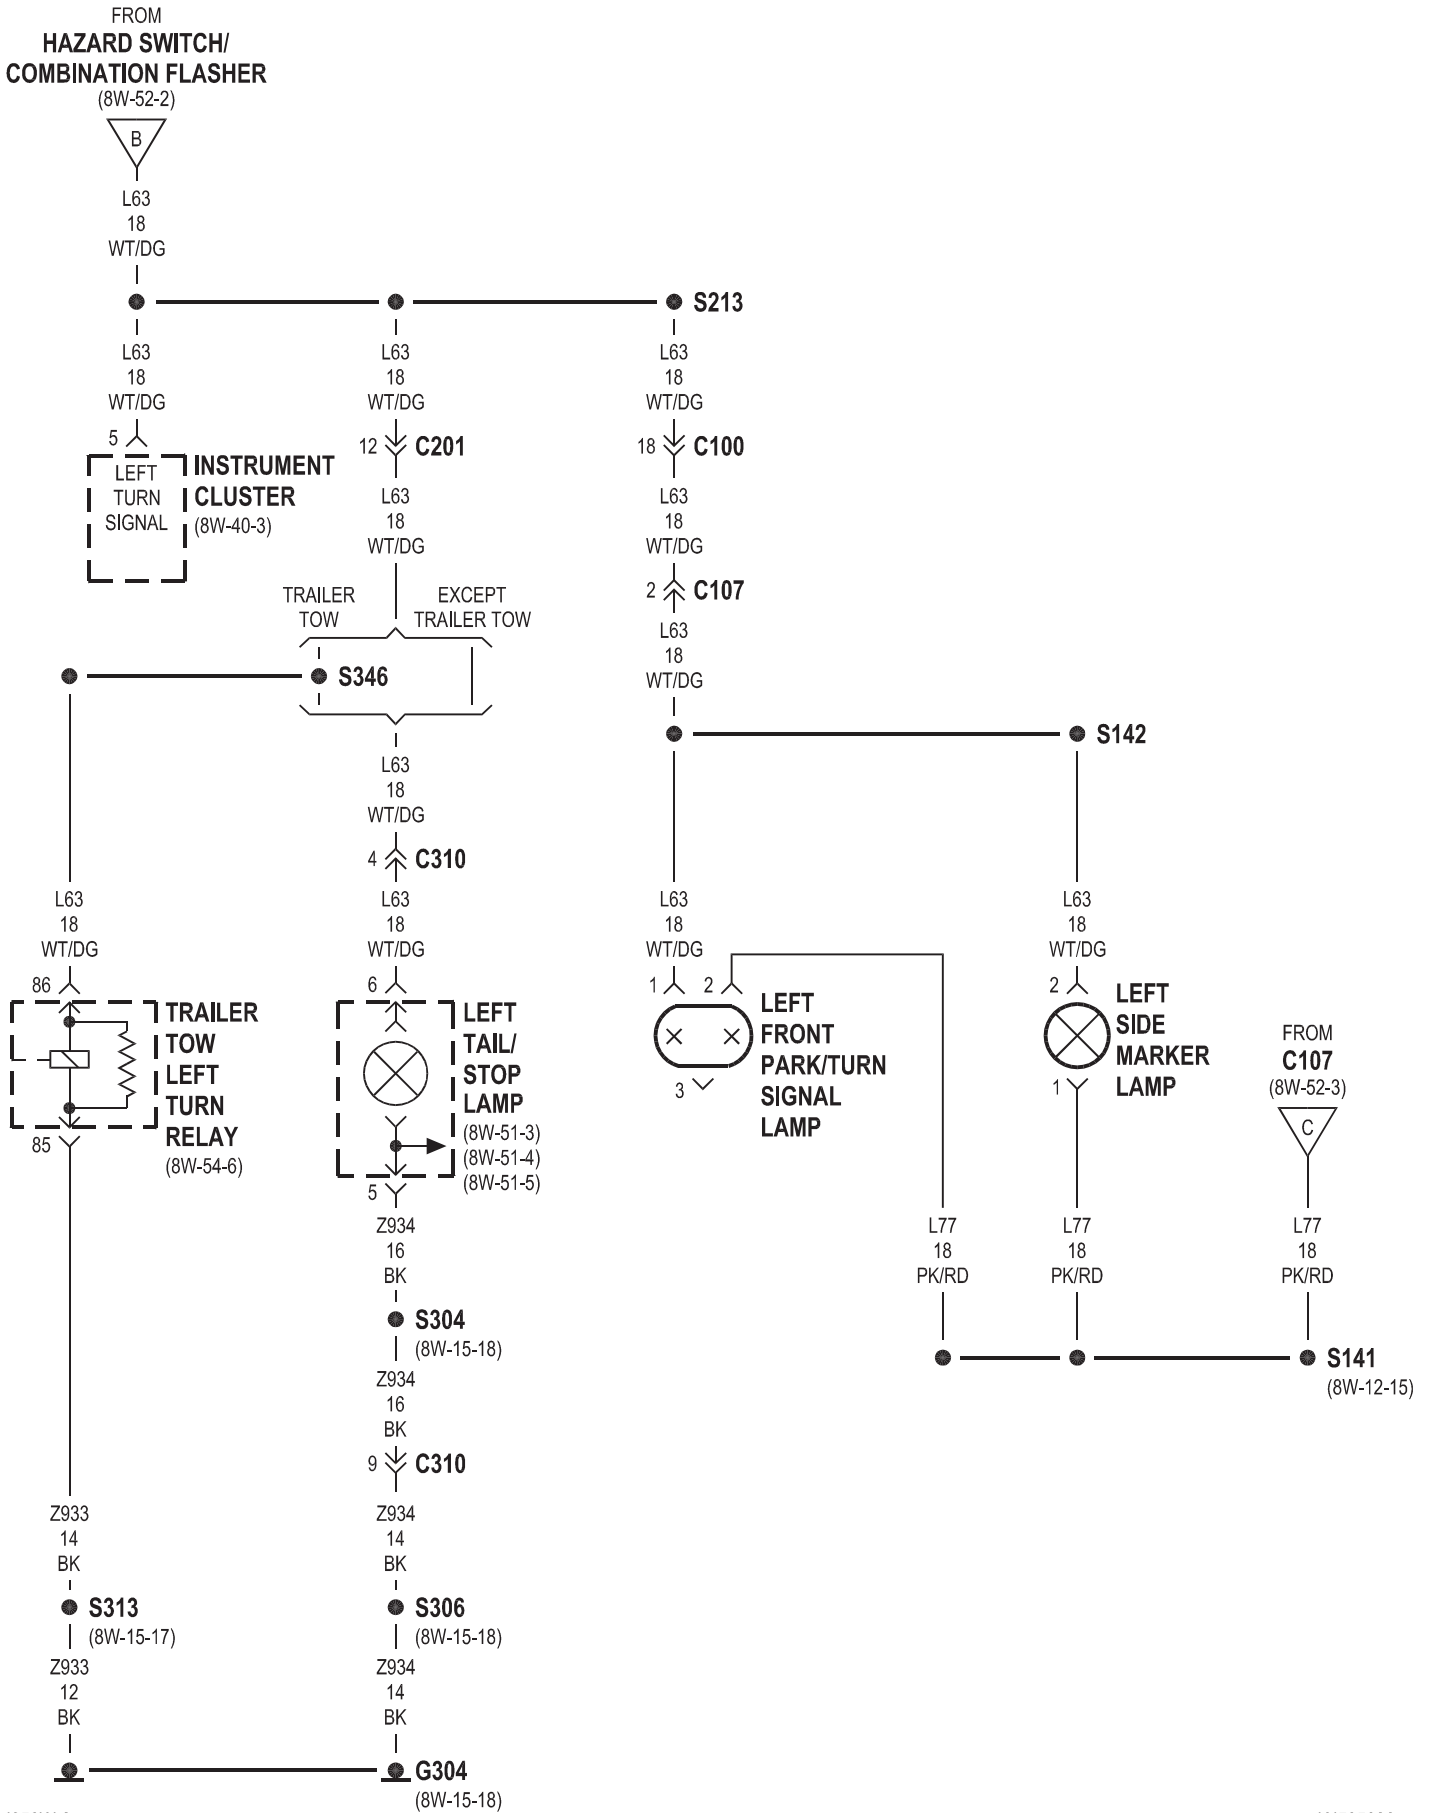 FROM
HAZARD SWITCH/
COMBINATION FLASHER
(8W-52-2)
B
L63
18
WT/DG
S213
L63
18
WT/DG
L63
18
WT/DG
L63
18
WT/DG
5
LEFT
TURN
SIGNAL
INSTRUMENT
CLUSTER
(8W-40-3)
12
C201
18
C100
L63
18
WT/DG
L63
18
WT/DG
TRAILER
TOW
EXCEPT
TRAILER TOW
2
C107
L63
18
WT/DG
S346
S142
L63
18
WT/DG
4
C310
L63
18
WT/DG
L63
18
WT/DG
L63
18
WT/DG
L63
18
WT/DG
86
TRAILER
TOW
LEFT
TURN
RELAY
(8W-54-6)
85
6
LEFT
TAIL/
STOP
LAMP
(8W-51-3)
(8W-51-4)
(8W-51-5)
5
1
2
LEFT
FRONT
PARK/TURN
SIGNAL
LAMP
3
2
LEFT
SIDE
MARKER
LAMP
1
FROM
C107
(8W-52-3)
C
Z934
16
BK
L77
18
PK/RD
L77
18
PK/RD
L77
18
PK/RD
S304
(8W-15-18)
S141
(8W-12-15)
Z934
16
BK
9
C310
Z933
14
BK
Z934
14
BK
S313
(8W-15-17)
S306
(8W-15-18)
Z933
12
BK
Z934
14
BK
G304
(8W-15-18)